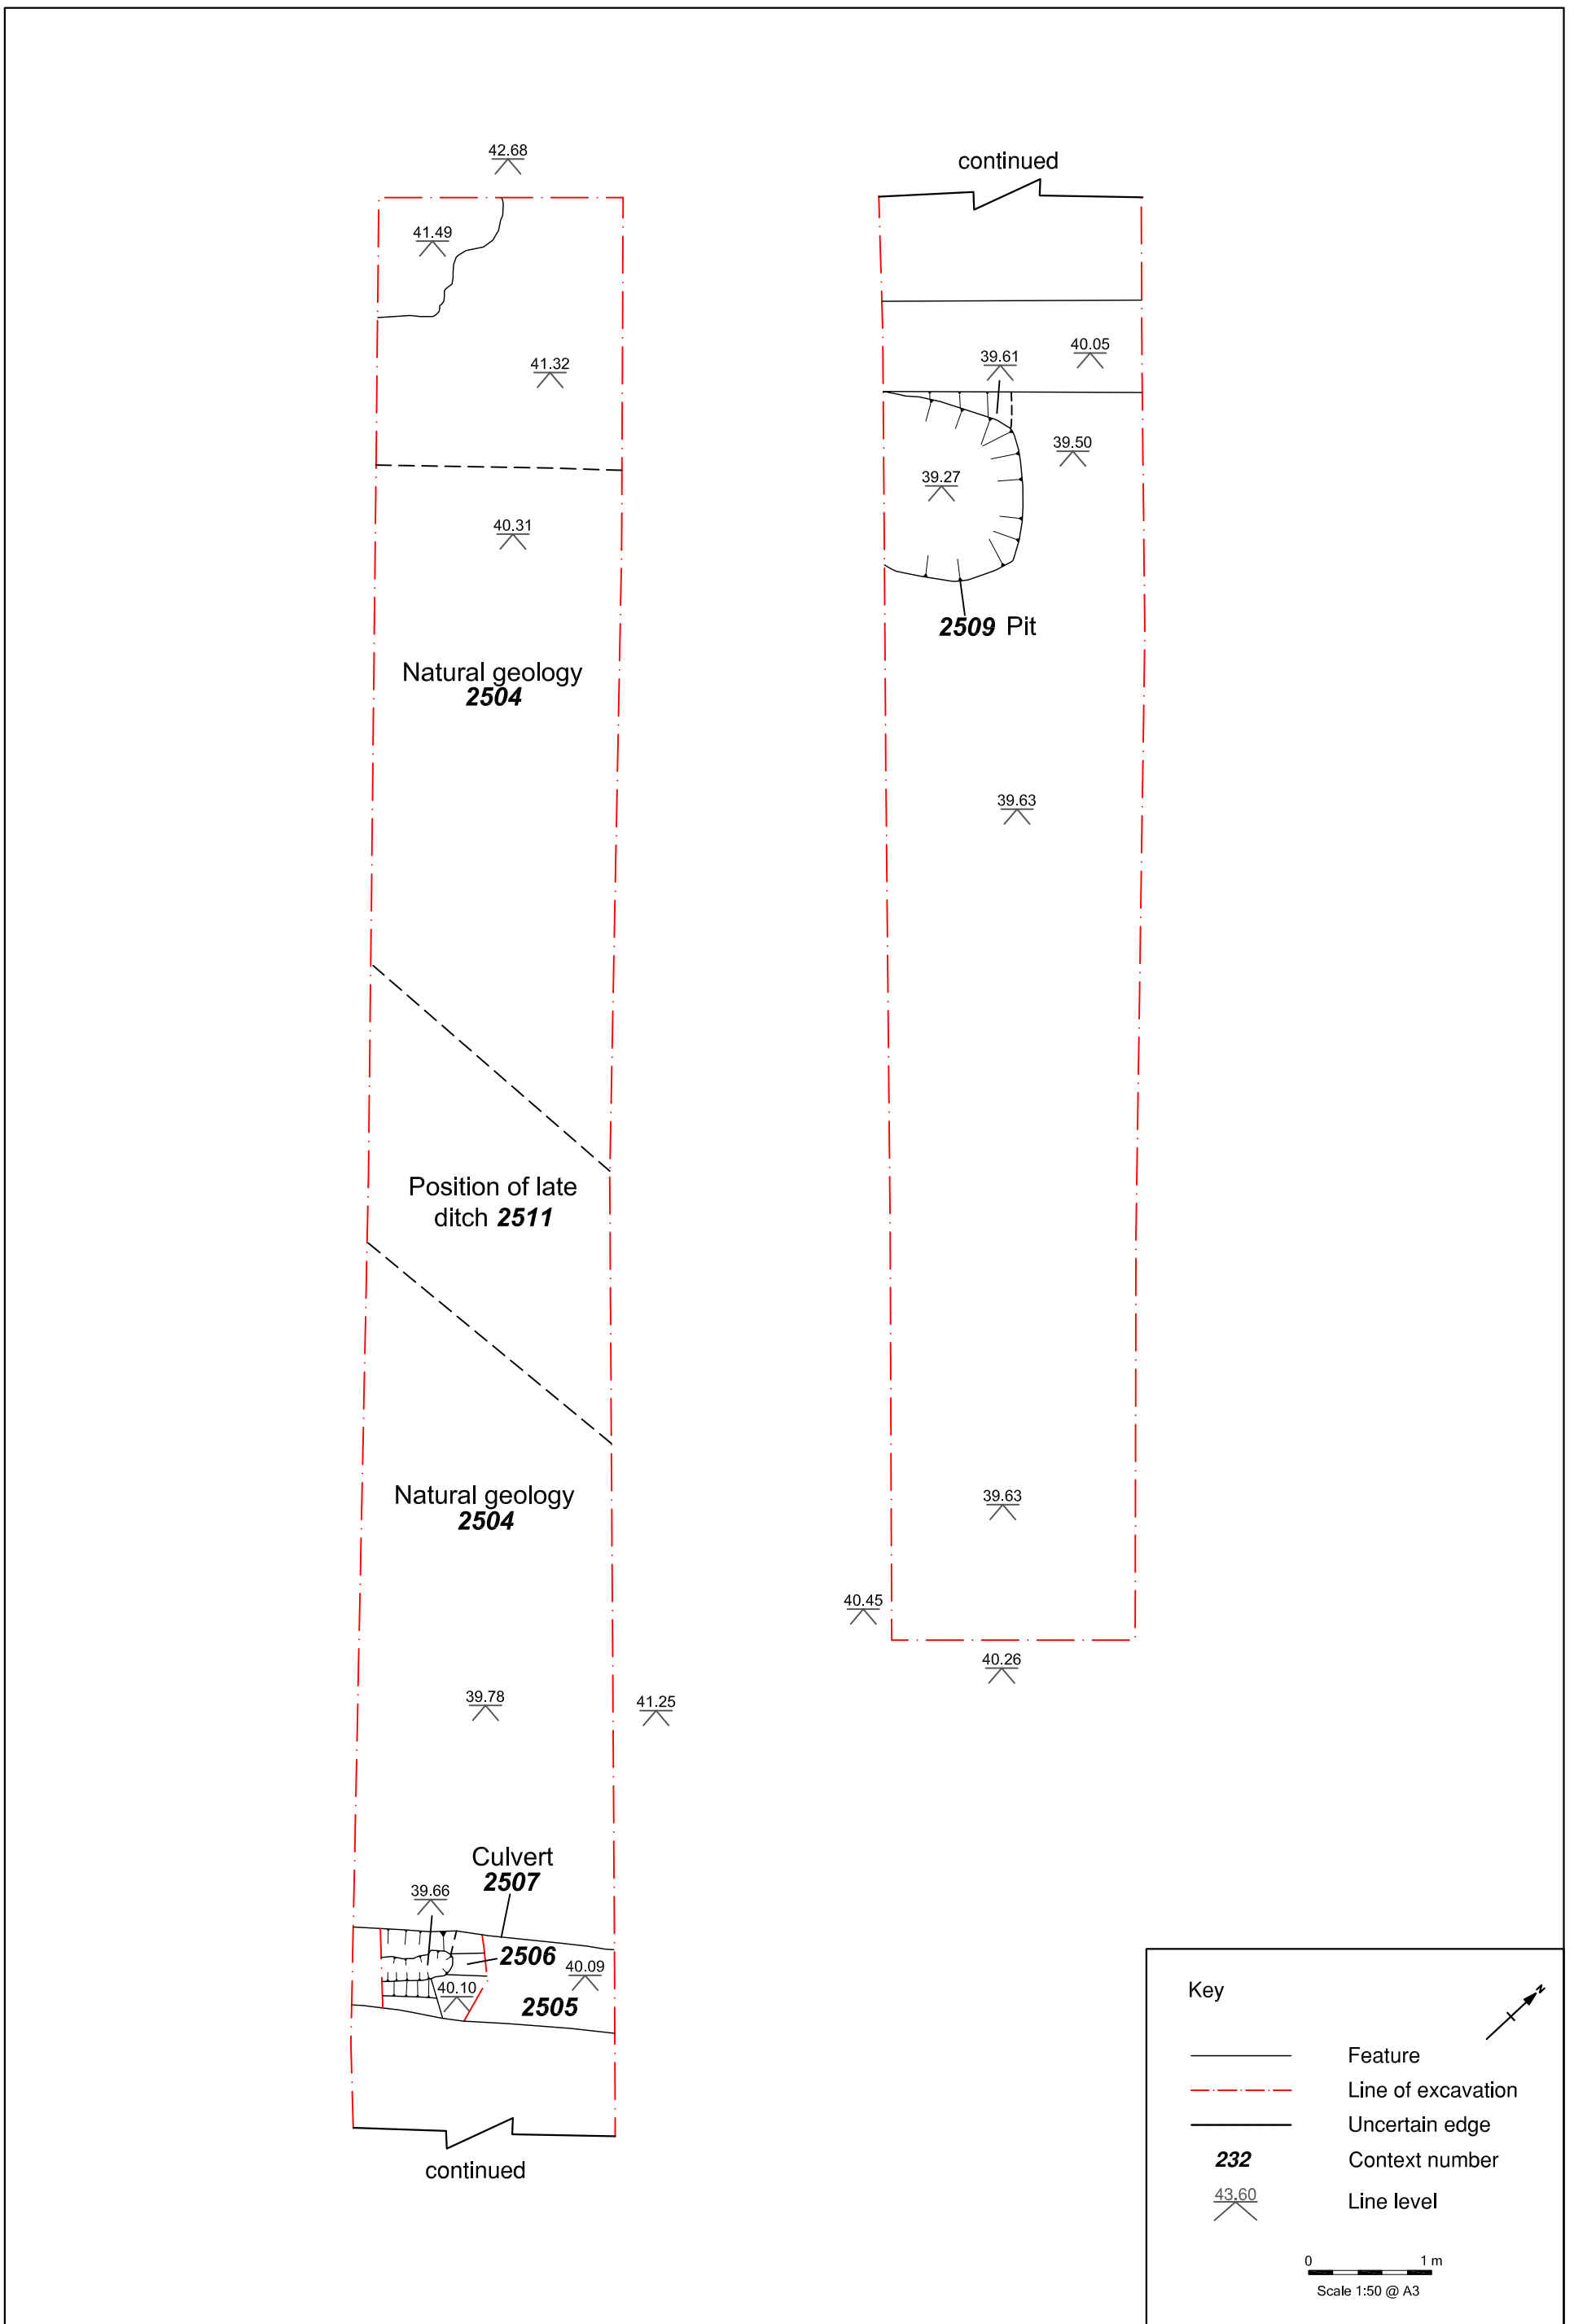 42.68
41.49
41.32
40.31
Natural geology
2504
Position of late
ditch 2511
Natural geology
2504
39.78
41.25
Culvert
2507
39.66
2506
40.09
40.10
2505
continued
continued
40.05
39.61
39.50
39.27
2509 Pit
39.63
39.63
40.45
40.26
Key
N
Feature
Line of excavation
Uncertain edge
232 Context number
43.60 Line level
0 1 m
Scale 1:50 @ A3